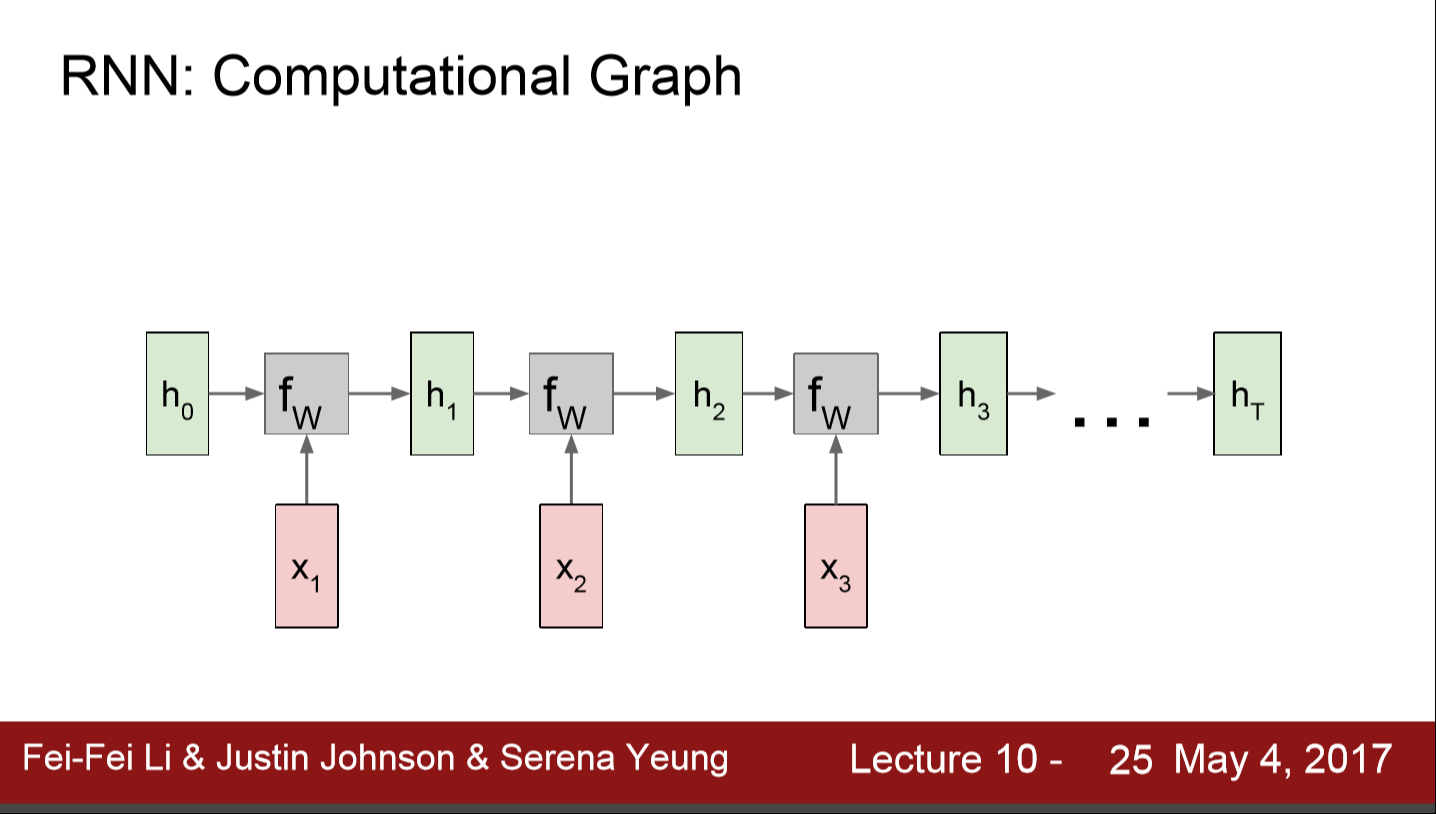 RNN: Computational Graph
h0 fW h1 fW h2 fW h3 ... hT
x1 x2 x3
Fei-Fei Li & Justin Johnson & Serena Yeung Lecture 10 - 25 May 4, 2017